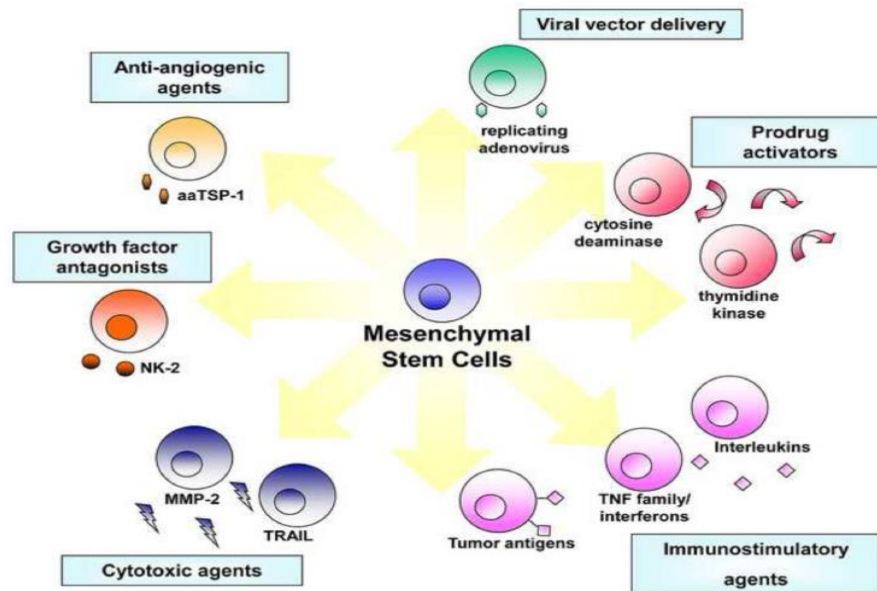 Viral vector delivery
Anti-angiogenic
agents
replicating
adenovirus
Prodrug
activators
aaTSP-1
cytosine
deaminase
Growth factor
antagonists
thymidine
kinase
Mesenchymal
Stem Cells
NK-2
Interleukins
MMP-2
TNF family/
interferons
TRAIL
Tumor antigens
Cytotoxic agents
Immunostimulatory
agents